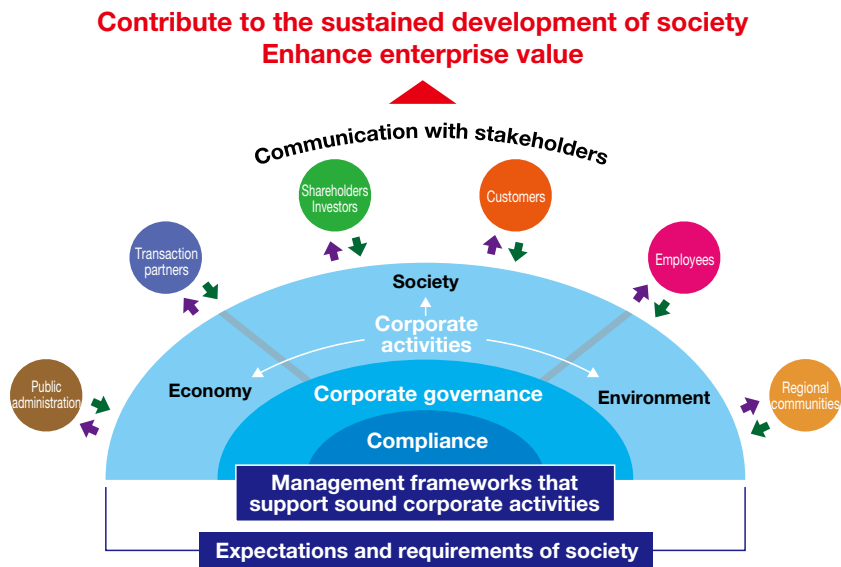 Contribute to the sustained development of society
Enhance enterprise value
Communication with stakeholders
Shareholders
Investors
Customers
Transaction
partners
Employees
Society
Corporate
activities
Public
administration
Economy
Corporate governance
Environment
Regional
communities
Compliance
Management frameworks that
support sound corporate activities
Expectations and requirements of society